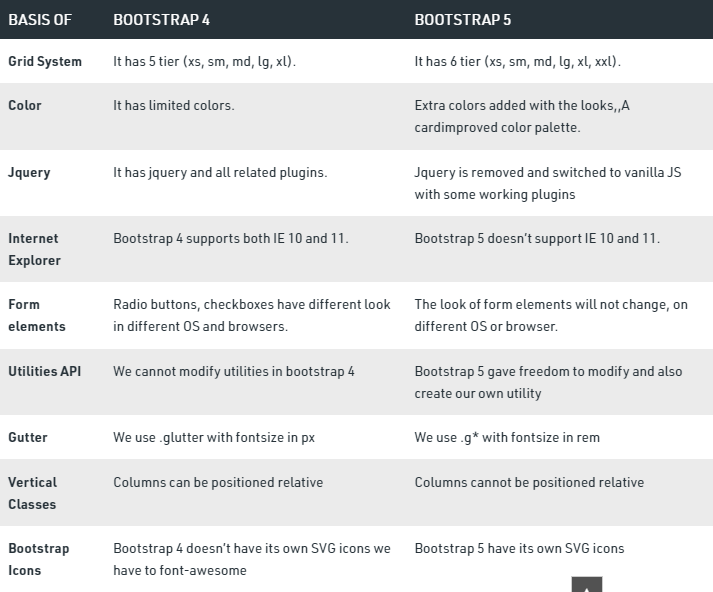 BASIS OF BOOTSTRAP 4 BOOTSTRAP 5
Grid System It has 5 tier (xs, sm, md, lg, xl). It has 6 tier (xs, sm, md, lg, xl, xxl).
Color It has limited colors. Extra colors added with the looks,,A
cardimproved color palette.
Jquery It has jquery and all related plugins. Jquery is removed and switched to vanilla JS
with some working plugins
Internet Bootstrap 4 supports both IE 10 and 11. Bootstrap 5 doesn't support IE 10 and 11.
Explorer
Form Radio buttons, checkboxes have different look The look of form elements will not change, on
elements in different OS and browsers. different OS or browser.
Utilities API We cannot modify utilities in bootstrap 4 Bootstrap 5 gave freedom to modify and also
create our own utility
Gutter We use .glutter with fontsize in px We use .g* with fontsize in rem
Vertical Columns can be positioned relative Columns cannot be positioned relative
Classes
Bootstrap Bootstrap 4 doesn't have its own SVG icons we Bootstrap 5 have its own SVG icons
Icons have to font-awesome